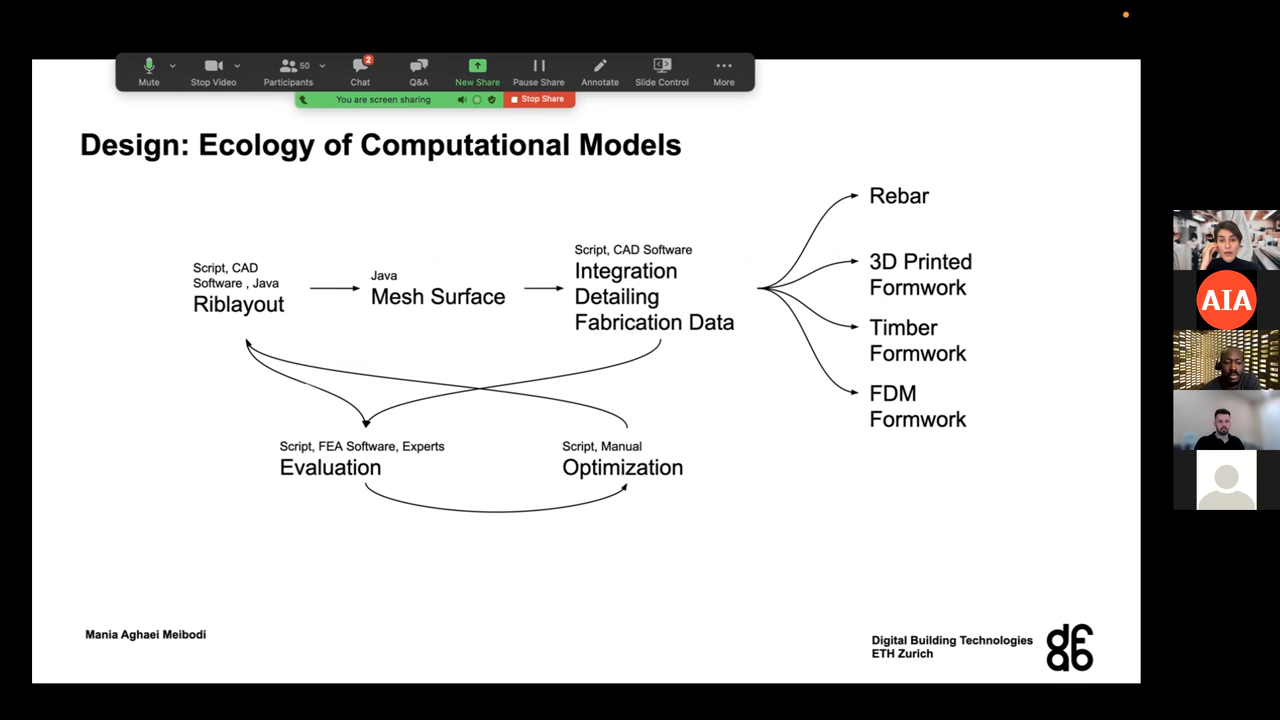 Mute
Stop Video
50
Participants
2
Chat
Q&A
New Share
Pause Share
Annotate
Slide Control
More
You are screen sharing
Stop Share
Design: Ecology of Computational Models
Script, CAD
Software , Java
Riblayout
Java
Mesh Surface
Script, CAD Software
Integration
Detailing
Fabrication Data
Rebar
3D Printed
Formwork
Timber
Formwork
FDM
Formwork
Script, FEA Software, Experts
Evaluation
Script, Manual
Optimization
Mania Aghaei Meibodi
Digital Building Technologies
ETH Zurich
df
ab
AIA